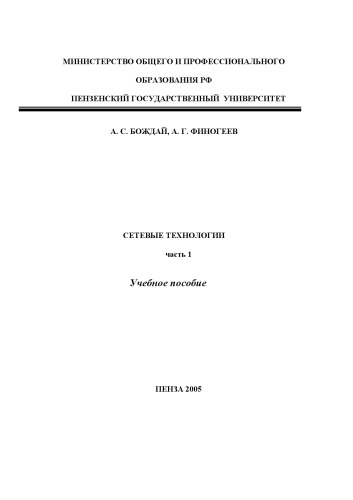 МИНИСТЕРСТВО ОБЩЕГО И ПРОФЕССИОНАЛЬНОГО
ОБРАЗОВАНИЯ РФ
ПЕНЗЕНСКИЙ ГОСУДАРСТВЕННЫЙ УНИВЕРСИТЕТ
А. С. БОЖДАЙ, А. Г. ФИНОГЕЕВ
СЕТЕВЫЕ ТЕХНОЛОГИИ
часть 1
Учебное пособие
ПЕНЗА 2005